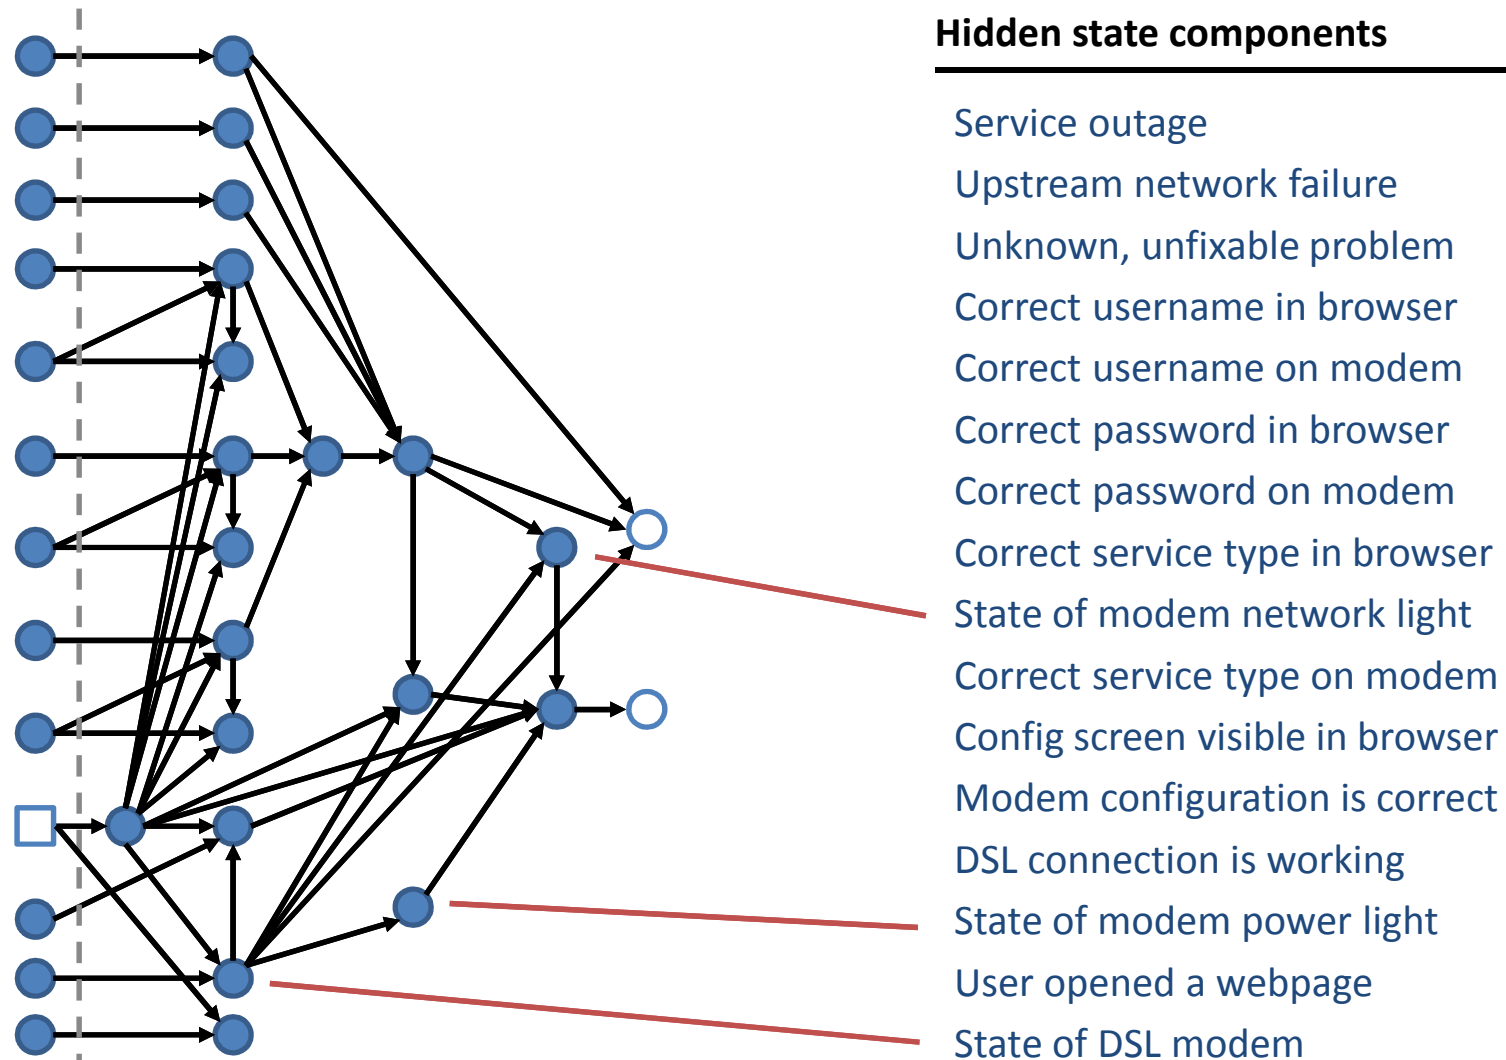 Hidden state components
Service outage
Upstream network failure
Unknown, unfixable problem
Correct username in browser
Correct username on modem
Correct password in browser
Correct password on modem
Correct service type in browser
State of modem network light
Correct service type on modem
Config screen visible in browser
Modem configuration is correct
DSL connection is working
State of modem power light
User opened a webpage
State of DSL modem